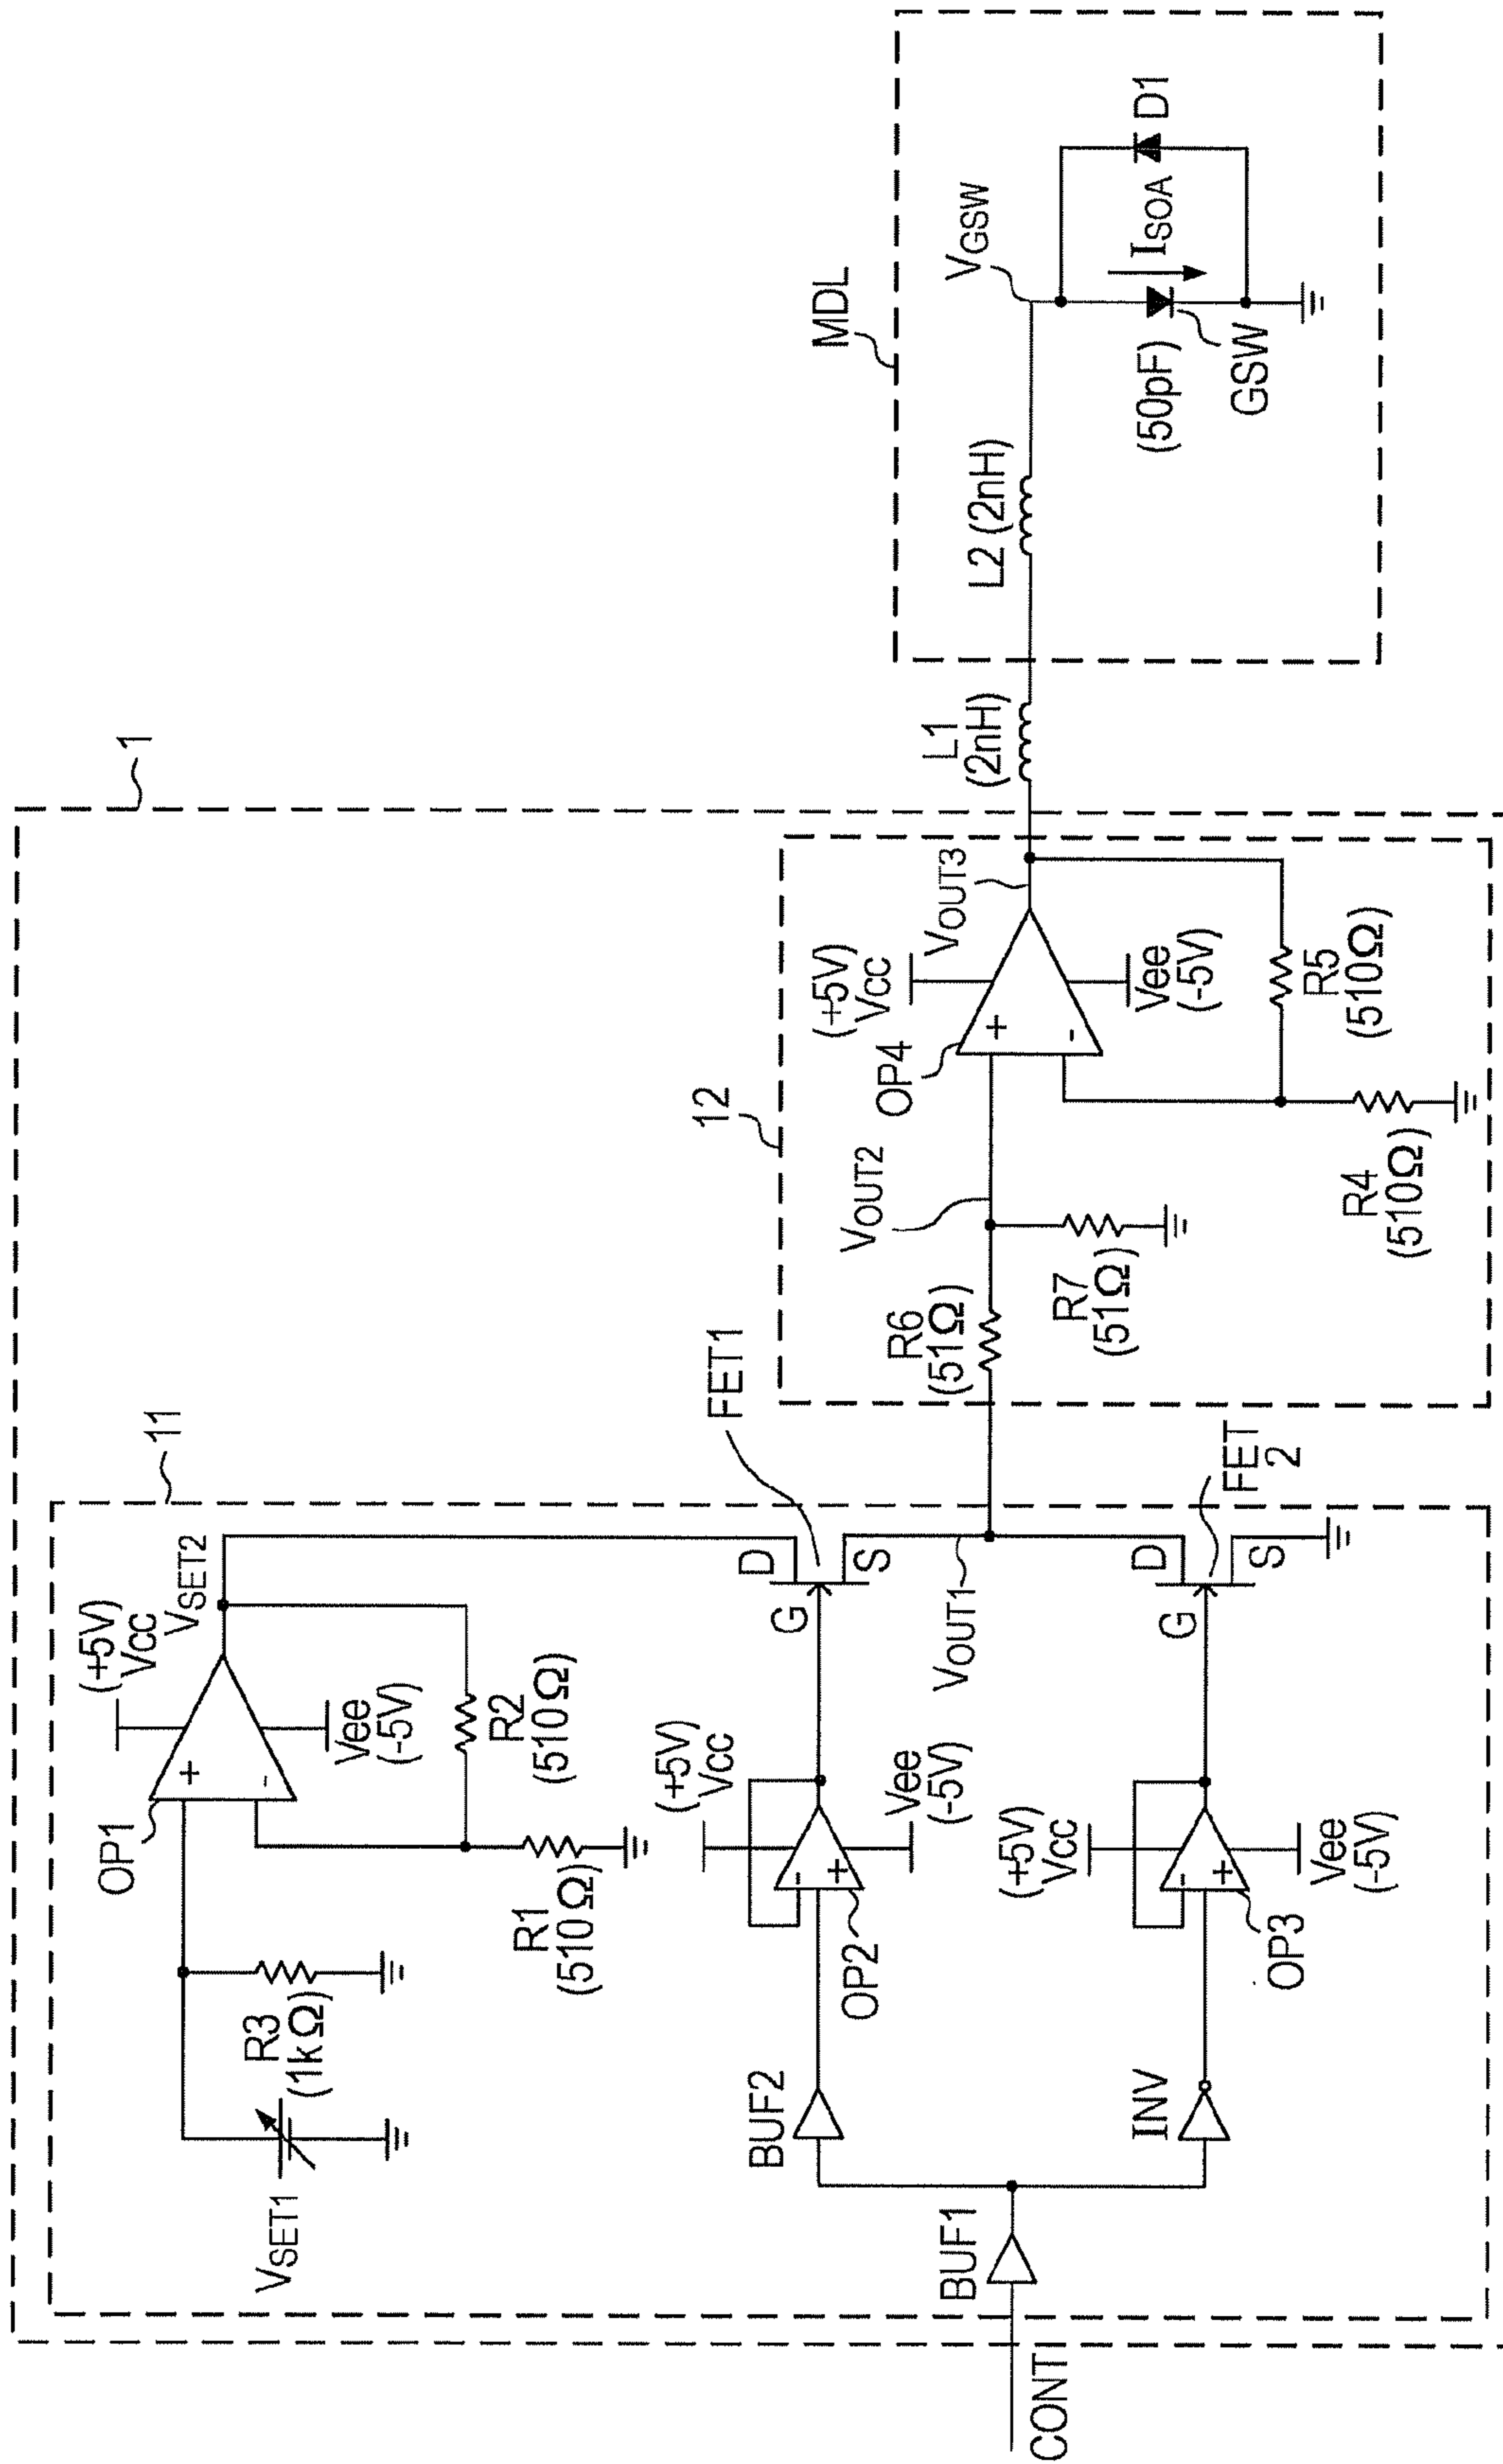 1
11
VSET1
R3
(1kΩ)
OP1
+
-
(+5V)
Vcc
Vee
(-5V)
VSET2
R1
(510Ω)
R2
(510Ω)
CONT
BUF1
BUF2
INV
OP2
-
+
(+5V)
Vcc
Vee
(-5V)
OP3
-
+
(+5V)
Vcc
Vee
(-5V)
G
D
S
FET1
G
D
S
FET
2
VOUT1
12
R6
(51Ω)
R7
(51Ω)
VOUT2
OP4
+
-
(+5V)
Vcc
Vee
(-5V)
VOUT3
R4
(510Ω)
R5
(510Ω)
L1
(2nH)
MDL
L2 (2nH)
VGSW
(50pF)
GSW
ISOA
D1